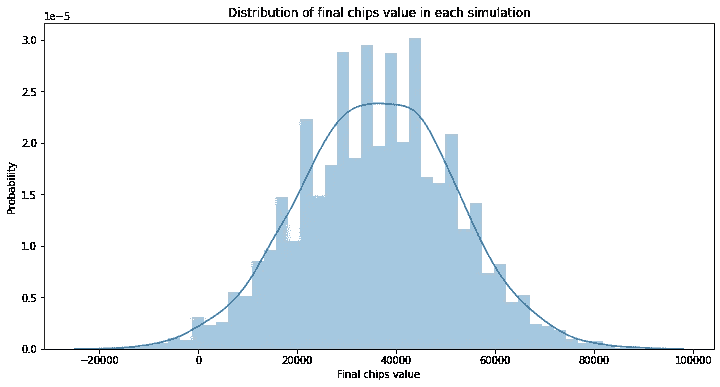 Distribution of final chips value in each simulation
1e−5
3.0
2.5
2.0
1.5
1.0
0.5
0.0
Probability
−20000 0 20000 40000 60000 80000 100000
Final chips value